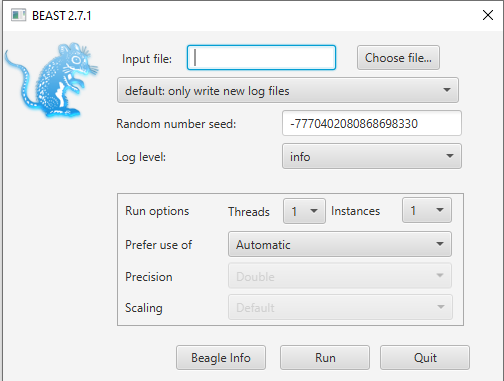 BEAST 2.7.1
Input file: Choose file...
default: only write new log files
Random number seed: -7770402080868698330
Log level: info
Run options Threads 1 Instances 1
Prefer use of Automatic
Precision Double
Scaling Default
Beagle Info Run Quit